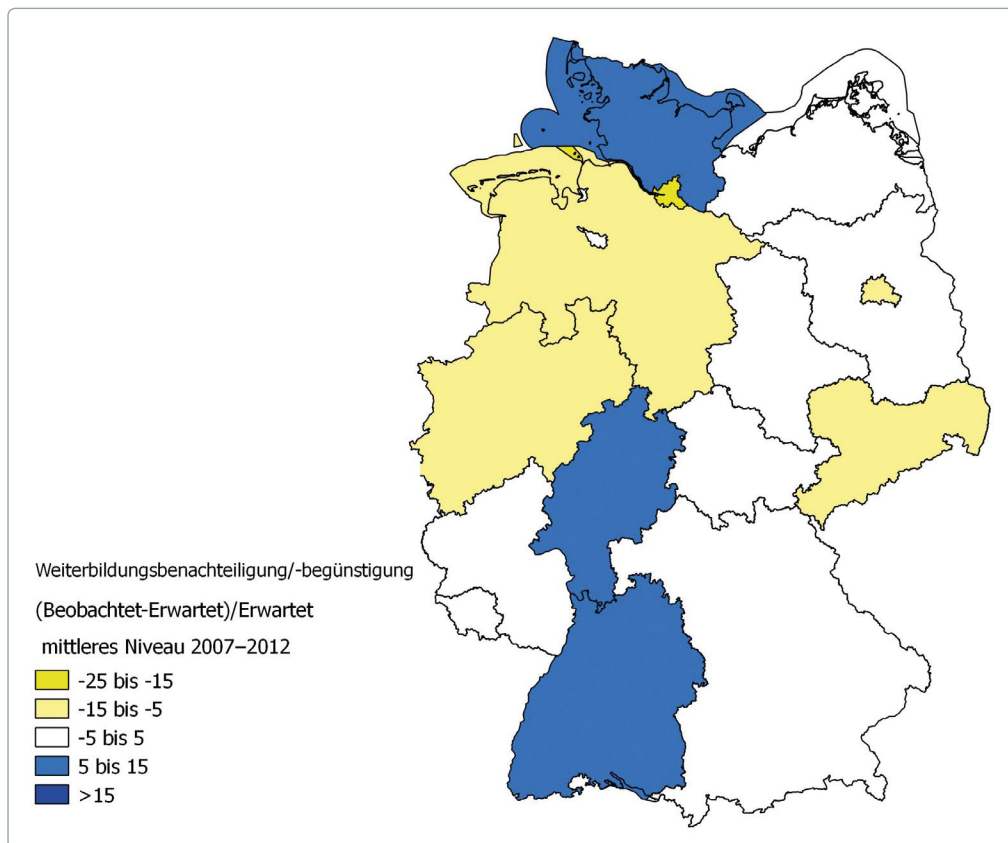 Weiterbildungsbenachteiligung/-begünstigung
(Beobachtet-Erwartet)/Erwartet
mittleres Niveau 2007–2012
-25 bis -15
-15 bis -5
-5 bis 5
5 bis 15
>15